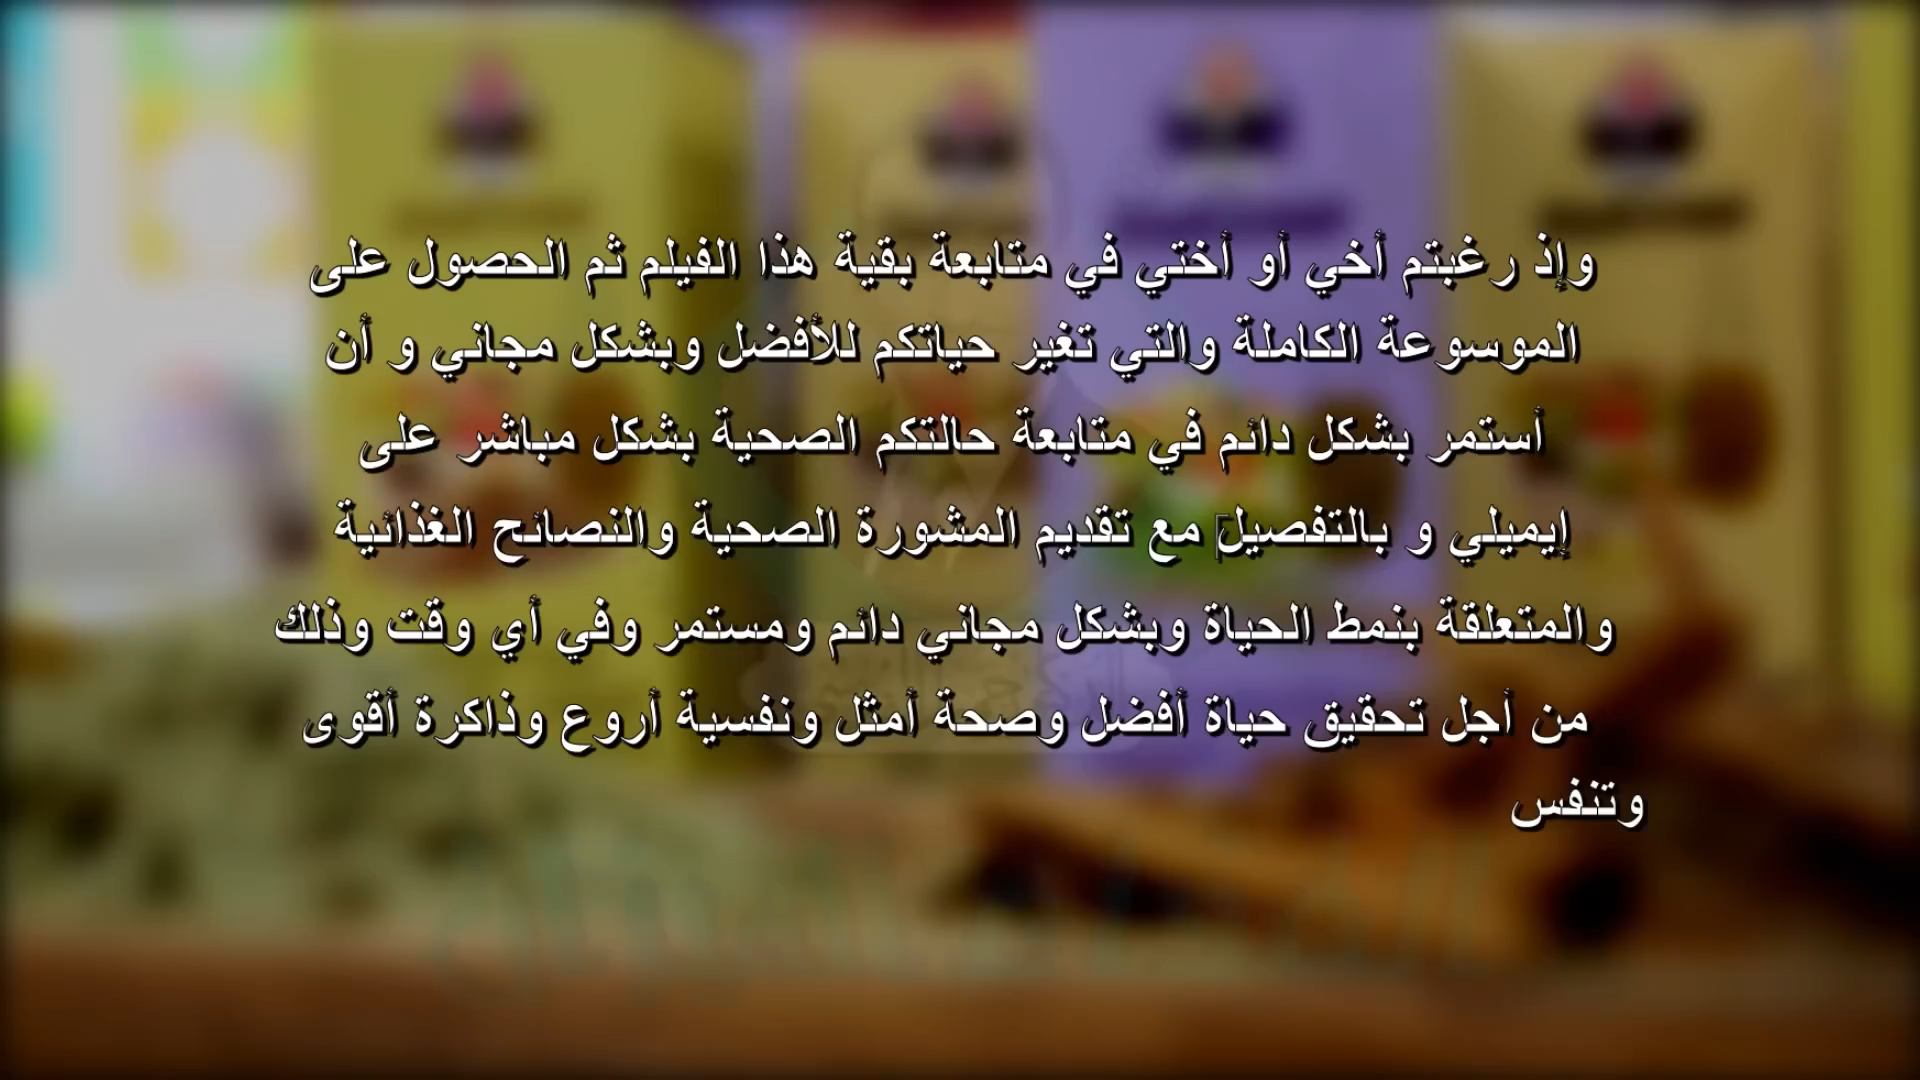 وإذ رغبتم أخي أو أختي في متابعة بقية هذا الفيلم ثم الحصول على
الموسوعة الكاملة والتي تغير حياتكم للأفضل وبشكل مجاني و أن
أستمر بشكل دائم في متابعة حالتكم الصحية بشكل مباشر على
إيميلي و بالتفصيل مع تقديم المشورة الصحية والنصائح الغذائية
والمتعلقة بنمط الحياة وبشكل مجاني دائم ومستمر وفي أي وقت وذلك
من أجل تحقيق حياة أفضل وصحة أمثل ونفسية أروع وذاكرة أقوى
وتنفس